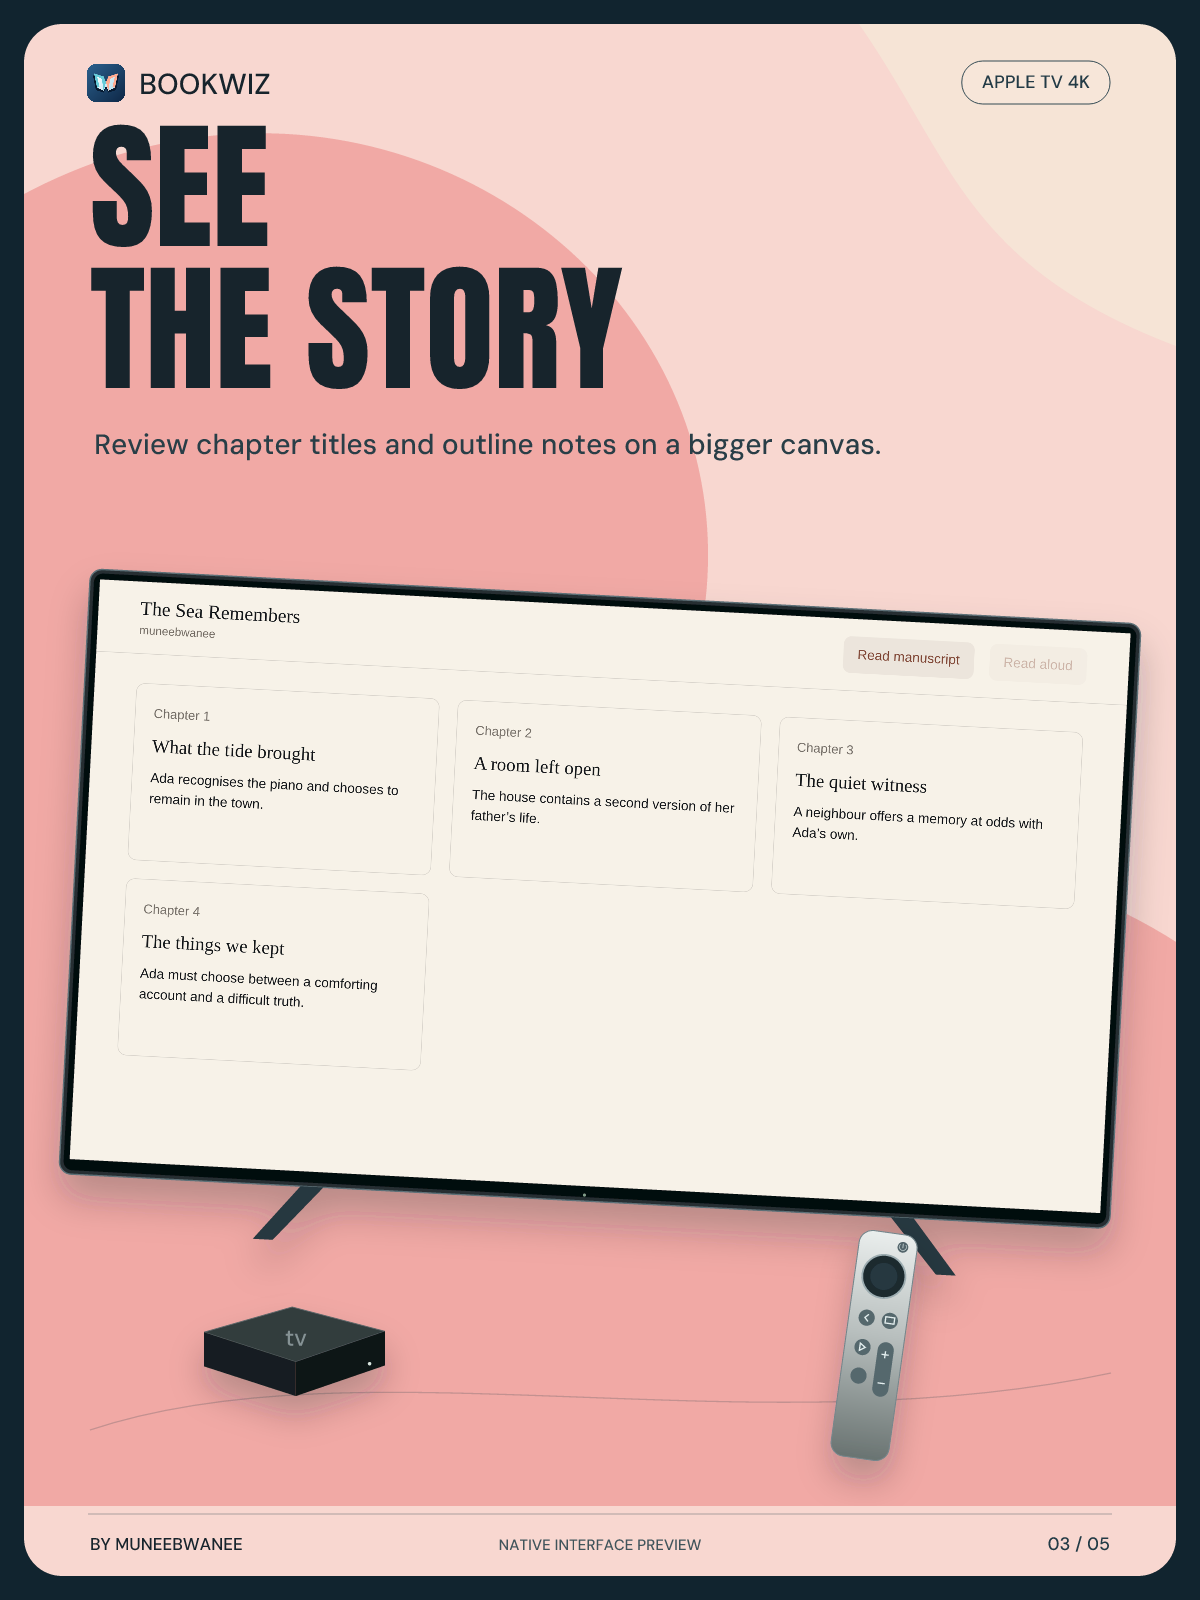 BOOKWIZ
APPLE TV 4K
SEE
THE STORY
Review chapter titles and outline notes on a bigger canvas.
The Sea Remembers
muneebwanee
Read manuscript
Read aloud
Chapter 1
What the tide brought
Ada recognises the piano and chooses to
remain in the town.
Chapter 2
A room left open
The house contains a second version of her
father’s life.
Chapter 3
The quiet witness
A neighbour offers a memory at odds with
Ada’s own.
Chapter 4
The things we kept
Ada must choose between a comforting
account and a difficult truth.
tv
BY MUNEEBWANEE
NATIVE INTERFACE PREVIEW
03 / 05